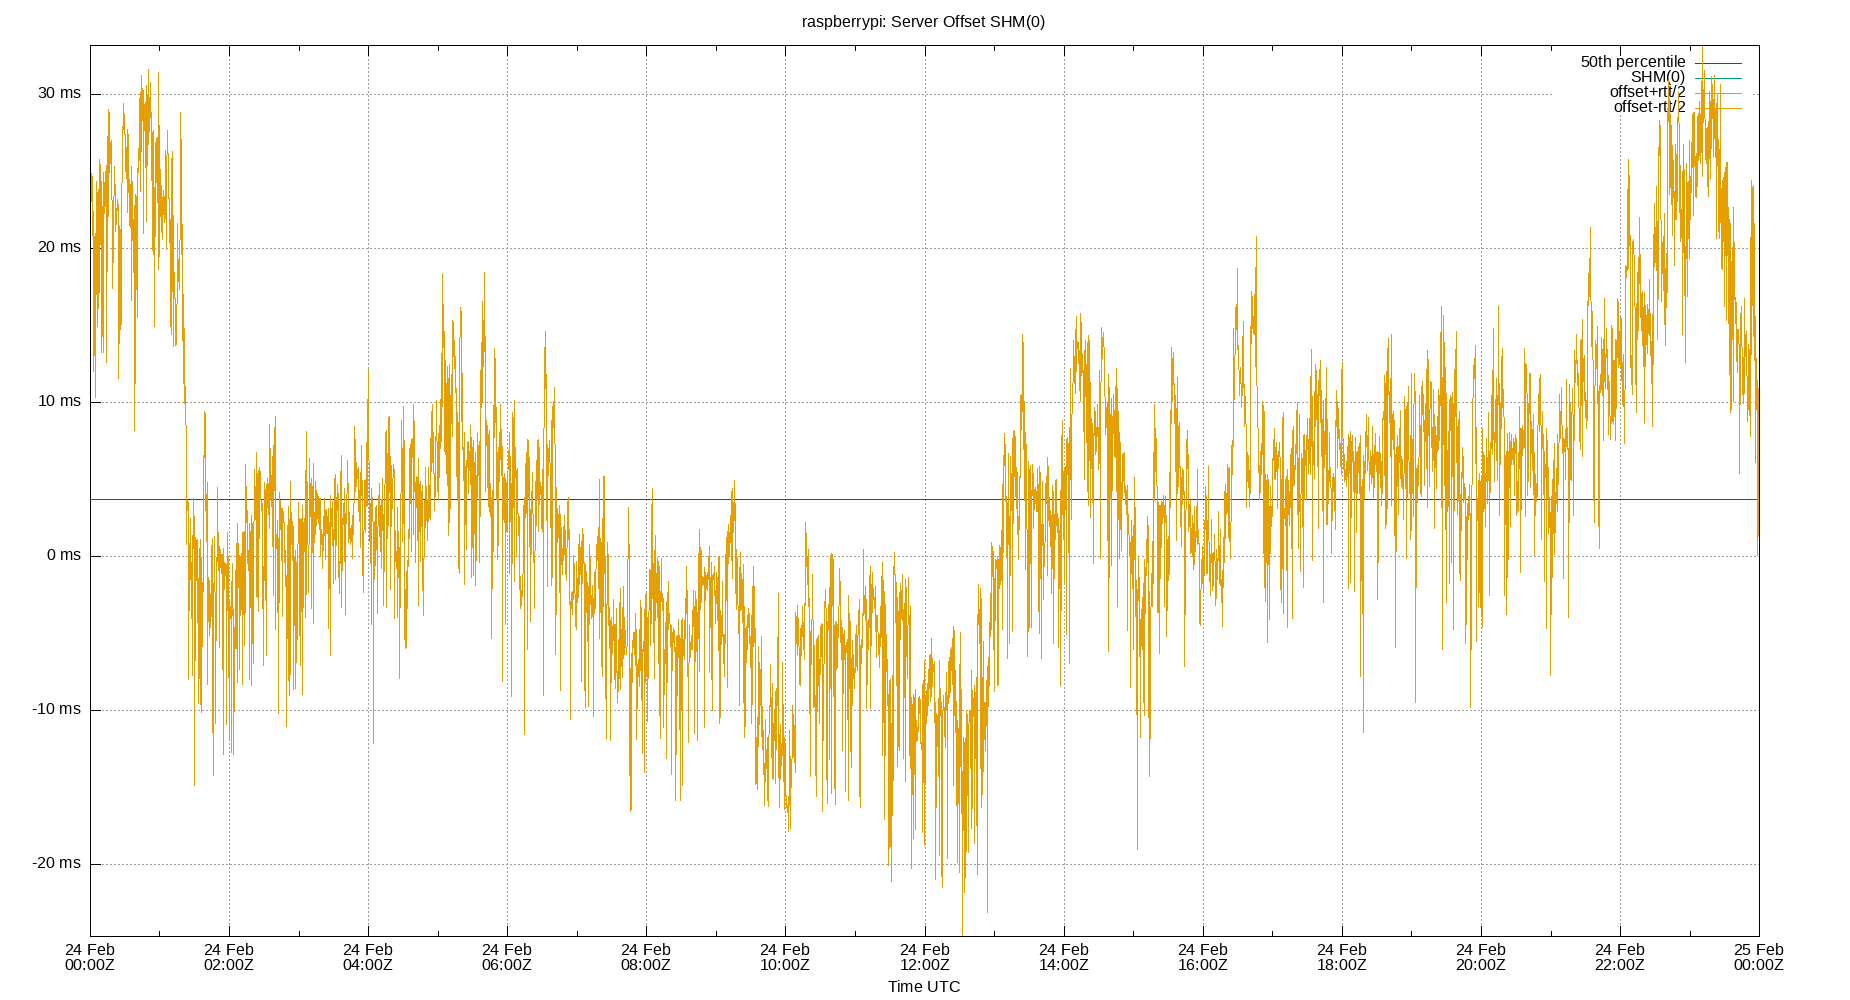 raspberrypi: Server Offset SHM(0)
50th percentile
SHM(0)
offset+rtt/2
offset-rtt/2
30 ms
20 ms
10 ms
0 ms
-10 ms
-20 ms
24 Feb 24 Feb 24 Feb 24 Feb 24 Feb 24 Feb 24 Feb 24 Feb 24 Feb 24 Feb 24 Feb 24 Feb 25 Feb
00:00Z 02:00Z 04:00Z 06:00Z 08:00Z 10:00Z 12:00Z 14:00Z 16:00Z 18:00Z 20:00Z 22:00Z 00:00Z
Time UTC